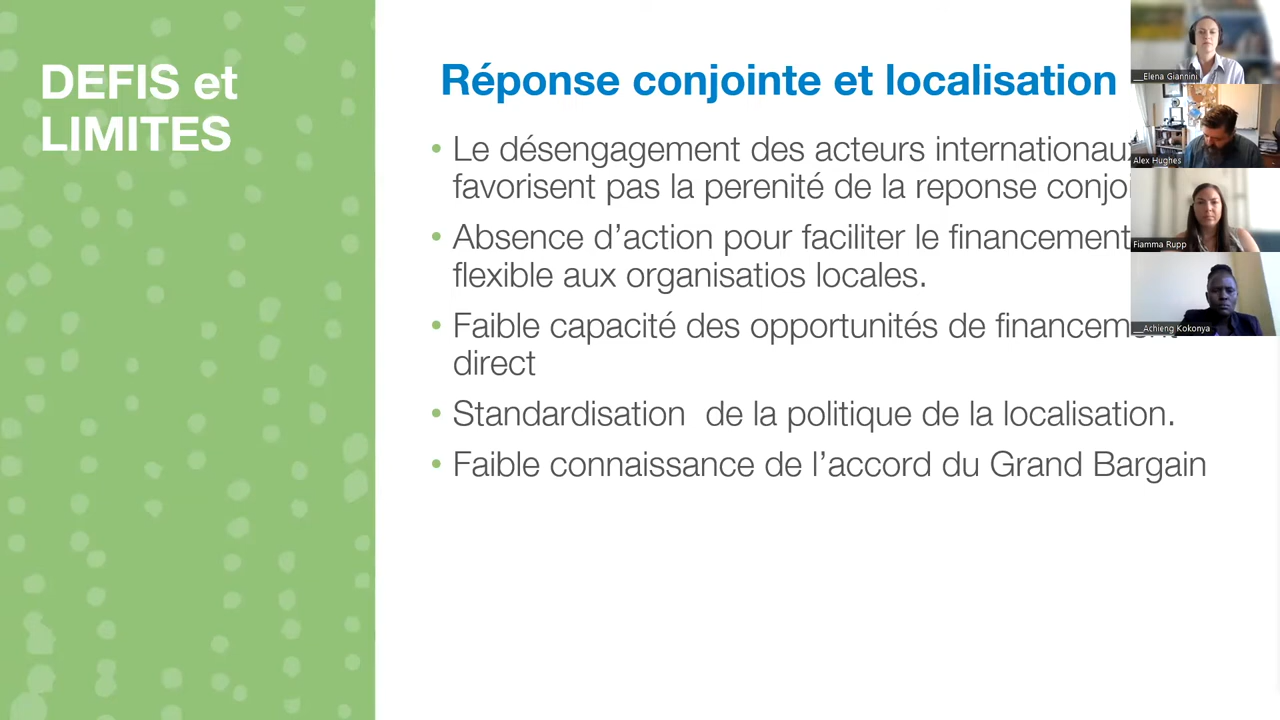 DEFIS et
LIMITES
Réponse conjointe et localisation
• Le désengagement des acteurs internationaux
favorisent pas la perenité de la reponse
• Absence d’action pour faciliter le financement
flexible aux organisatios locales.
• Faible capacité des opportunités de financement
direct
• Standardisation de la politique de la localisation.
• Faible connaissance de l’accord du Grand Bargain
__Elena Giannini
Alex Hughes
Fiamma Rupp
__Achieng Kokonya